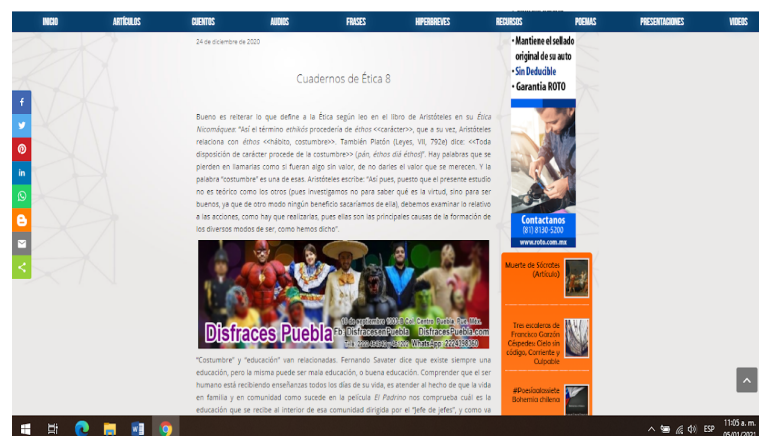 INICIO ARTÍCULOS CUENTOS AUDIOS FRASES HIPERBREVES RECURSOS POEMAS PRESENTACIONES VIDEOS
24 de diciembre de 2020
Cuadernos de Ética 8
Bueno es reiterar lo que define a la Ética según leo en el libro de Aristóteles en su Ética
Nicomáquea: "Así el término ethikós procedería de éthos <<carácter>>, que a su vez, Aristóteles
relaciona con éthos <<hábito, costumbre>>. También Platón (Leyes, VII, 792e) dice: <<Toda
disposición de carácter procede de la costumbre>> (pán, éthos diá éthos)". Hay palabras que se
pierden en llamarlas como si fueran algo sin valor, de no darles el valor que se merecen. Y la
palabra "costumbre" es una de esas. Aristóteles escribe: "Así pues, puesto que el presente estudio
no es teórico como los otros (pues investigamos no para saber qué es la virtud, sino para ser
buenos, ya que de otro modo ningún beneficio sacaríamos de ella), debemos examinar lo relativo
a las acciones, como hay que realizarlas, pues ellas son las principales causas de la formación de
los diversos modos de ser, como hemos dicho".
Disfraces Puebla
Fb: DisfracesenPuebla DisfracesPuebla.com
"Costumbre" y "educación" van relacionadas. Fernando Savater dice que existe siempre una
educación, pero la misma puede ser mala educación, o buena educación. Comprender el ser
humano está recibiendo enseñanzas todos los días de su vida, es atender al hecho de que la vida
en familia y en comunidad como sucede en la película El Padrino nos comprueba cuál es la
educación que se recibe al interior de esa comunidad dirigida por el "Jefe de jefes", y como va
• Mantiene el sellado
original de su auto
• Sin Deducible
• Garantia ROTO
Contactanos
(81) 8130-5200
www.roto.com.mx
Muerte de Sócrates
(Artículo)
Tres escoleros de
Francisco Garzón
Céspedes: Cielo sin
código, Corriente y
Culpable
#Poesíaalossiete
Bohemia chilena
ESP
11:05 a. m.
05/01/2021